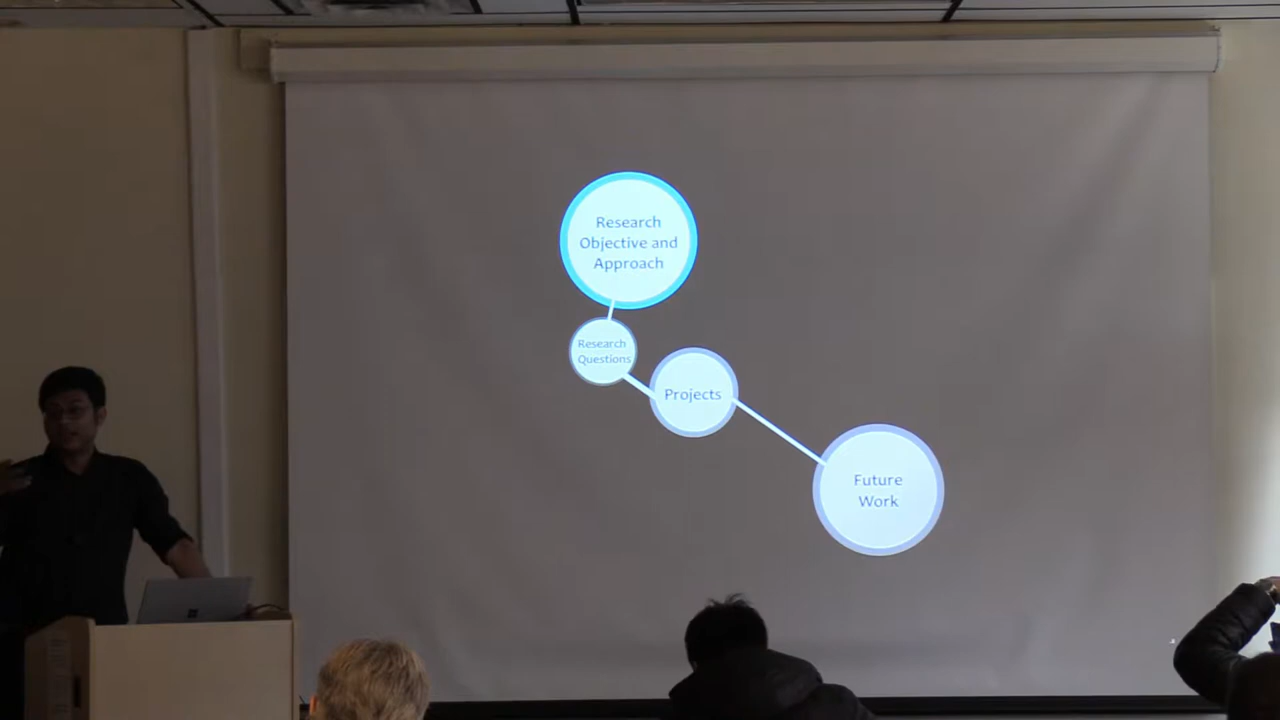 Research
Objective and
Approach
Research
Questions
Projects
Future
Work